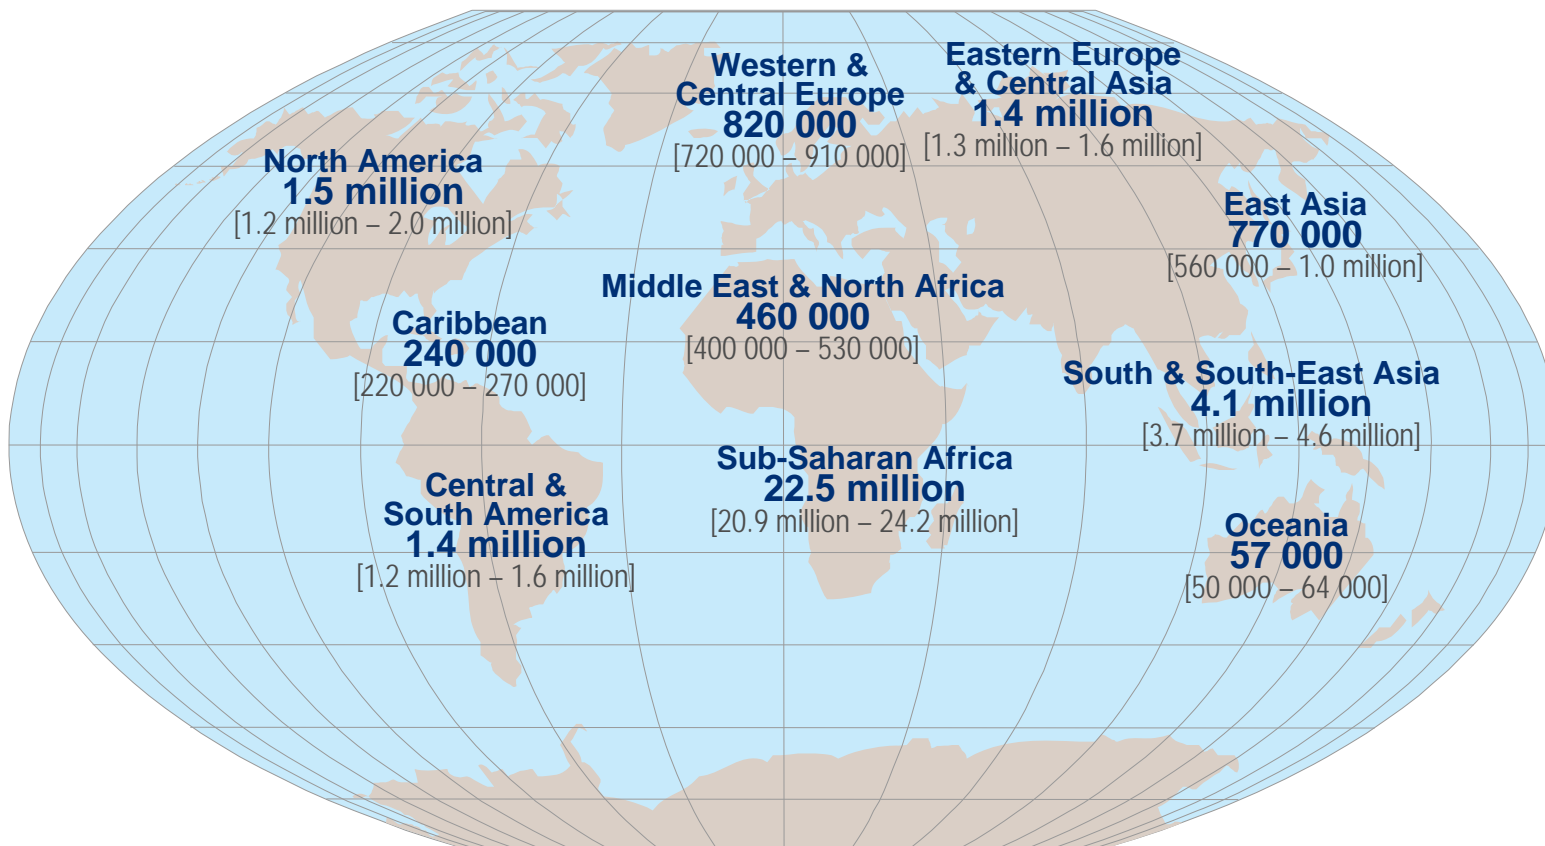 Western &
Central Europe
820 000
[720 000 – 910 000]
Eastern Europe
& Central Asia
1.4 million
[1.3 million – 1.6 million]
North America
1.5 million
[1.2 million – 2.0 million]
East Asia
770 000
[560 000 – 1.0 million]
Middle East & North Africa
460 000
[400 000 – 530 000]
Caribbean
240 000
[220 000 – 270 000]
South & South-East Asia
4.1 million
[3.7 million – 4.6 million]
Sub-Saharan Africa
22.5 million
[20.9 million – 24.2 million]
Central &
South America
1.4 million
[1.2 million – 1.6 million]
Oceania
57 000
[50 000 – 64 000]